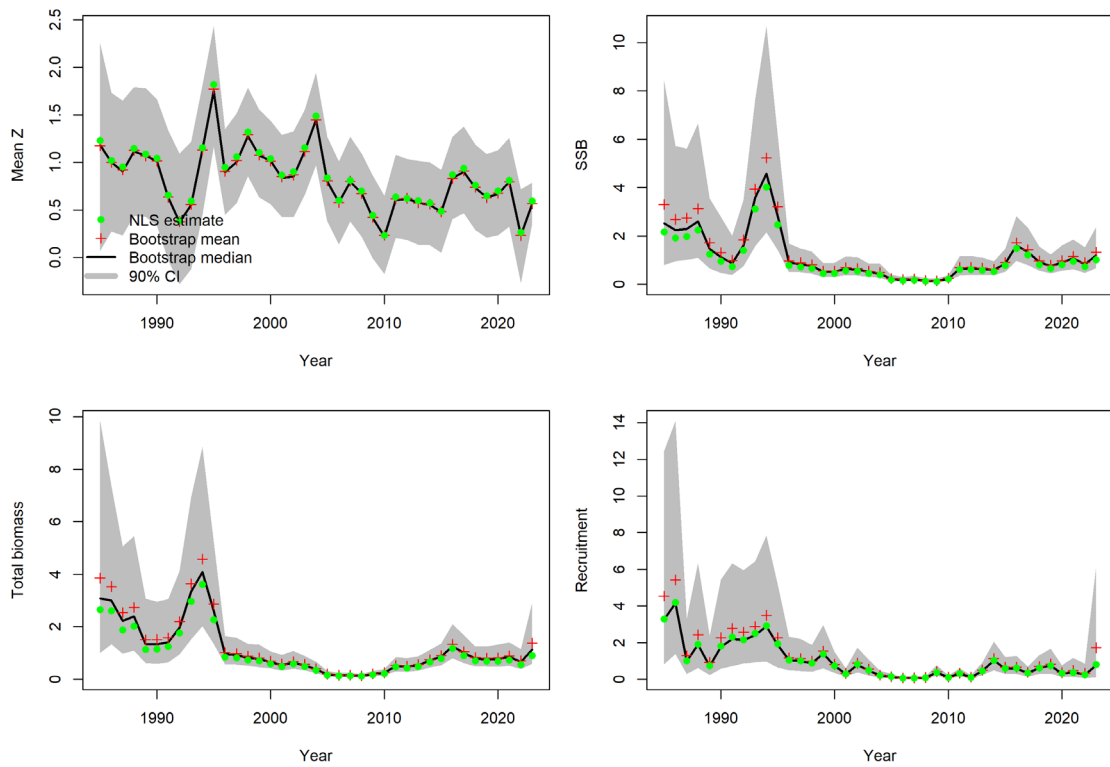 Mean Z
2.5
2.0
1.5
1.0
0.5
0.0
NLS estimate
Bootstrap mean
Bootstrap median
90% CI
1990 2000 2010 2020
Year
SSB
10
8
6
4
2
0
1990 2000 2010 2020
Year
Total biomass
10
8
6
4
2
0
1990 2000 2010 2020
Year
Recruitment
14
12
10
8
6
4
2
0
1990 2000 2010 2020
Year